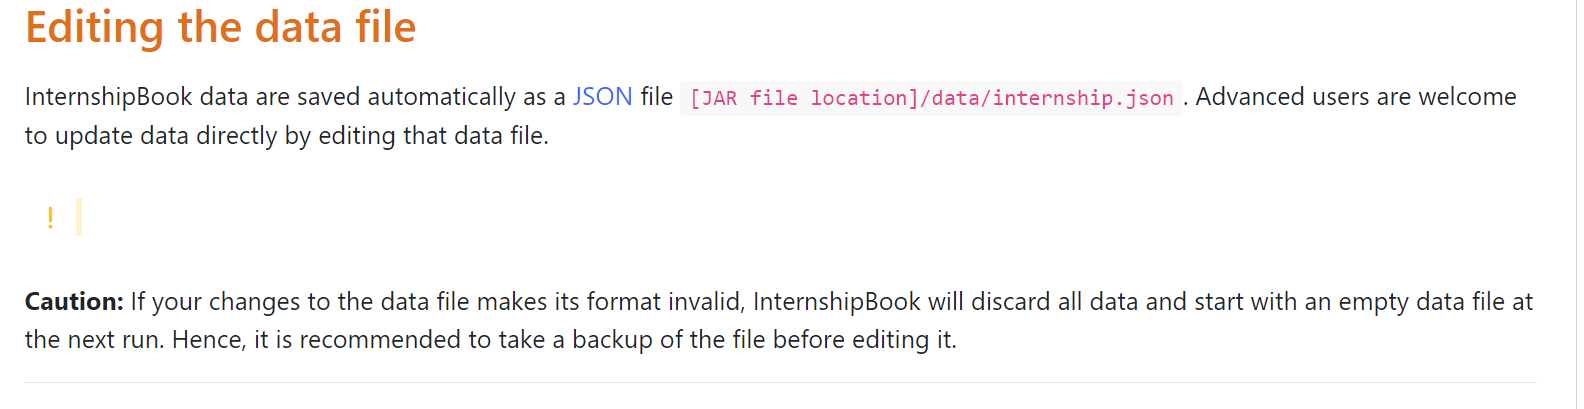 Editing the data file
InternshipBook data are saved automatically as a JSON file [JAR file location]/data/internship.json . Advanced users are welcome
to update data directly by editing that data file.
!
Caution: If your changes to the data file makes its format invalid, InternshipBook will discard all data and start with an empty data file at
the next run. Hence, it is recommended to take a backup of the file before editing it.